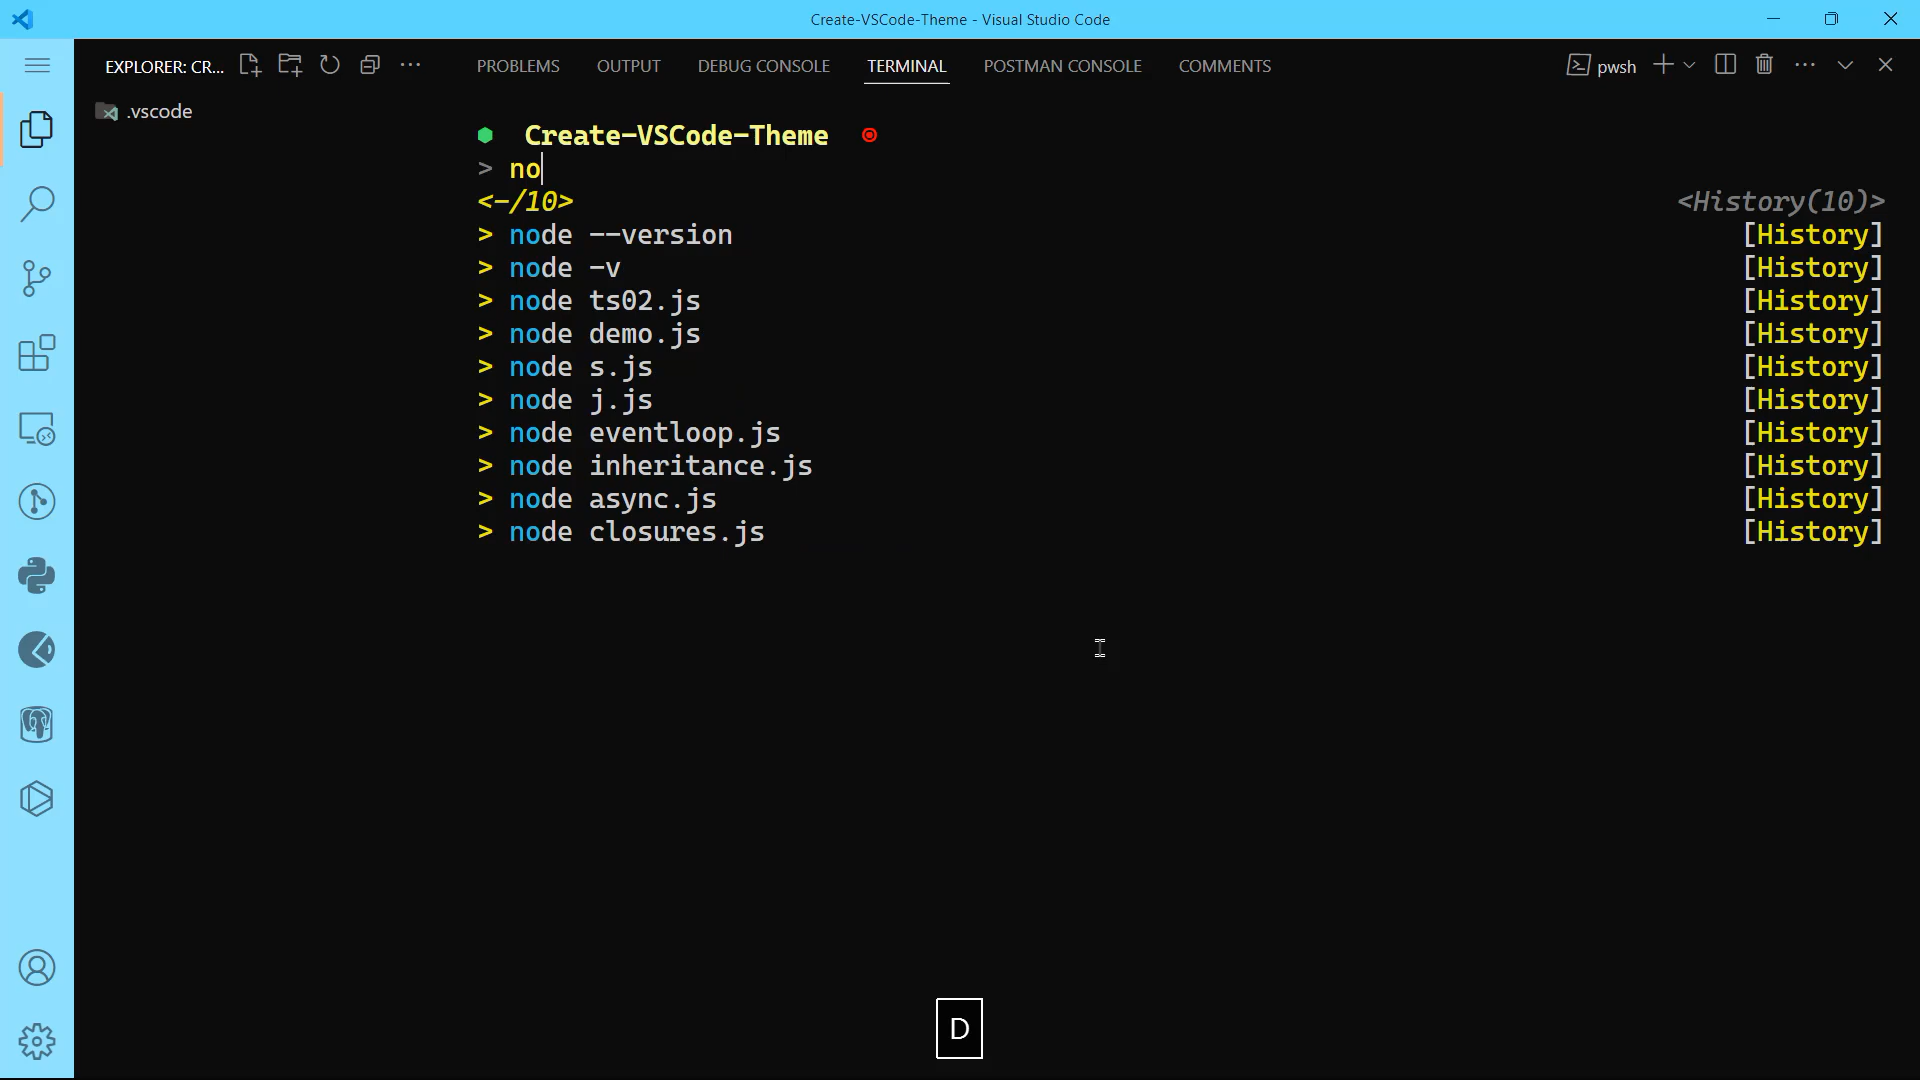 Create-VSCode-Theme - Visual Studio Code
EXPLORER: CR...
PROBLEMS OUTPUT DEBUG CONSOLE TERMINAL POSTMAN CONSOLE COMMENTS
pwsh
.vscode
Create-VSCode-Theme
> no
<-/10> <History(10)>
> node --version [History]
> node -v [History]
> node ts02.js [History]
> node demo.js [History]
> node s.js [History]
> node j.js [History]
> node eventloop.js [History]
> node inheritance.js [History]
> node async.js [History]
> node closures.js [History]
D